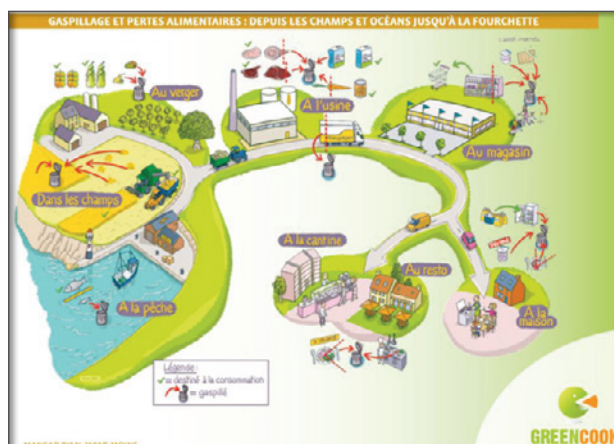 GASPILLAGE ET PERTES ALIMENTAIRES : DEPUIS LES CHAMPS ET OCÉANS JUSQU'À LA FOURCHETTE
Au verger
A l'usine
Au magasin
Dans les champs
A la pêche
A la cantine
Au resto
A la maison
Légende :
✓ = destiné à la consommation
= gaspillé
GREENCOOK